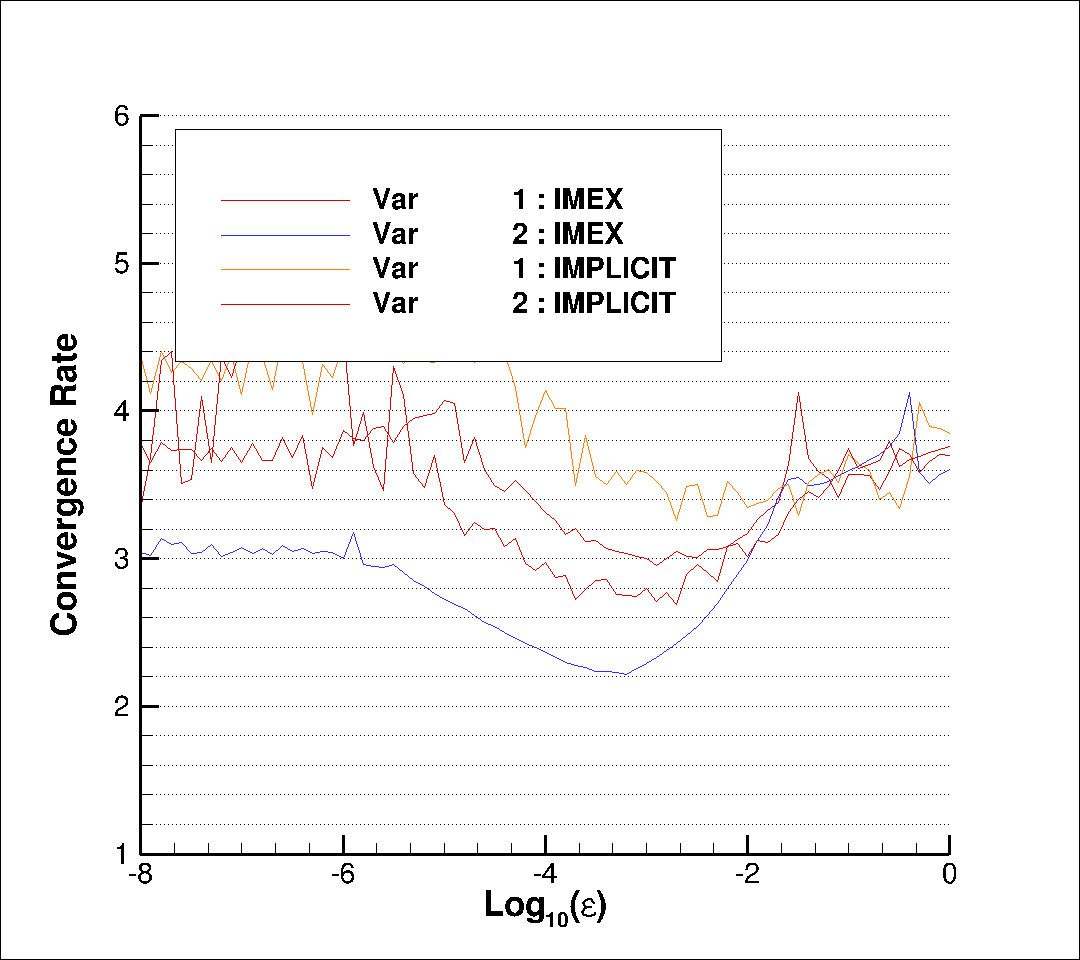 6
Var 1 : IMEX
Var 2 : IMEX
5
Var 1 : IMPLICIT
Var 2 : IMPLICIT
Convergence Rate
4
3
2
1
-8 -6 -4 -2 0
Log10(ε)